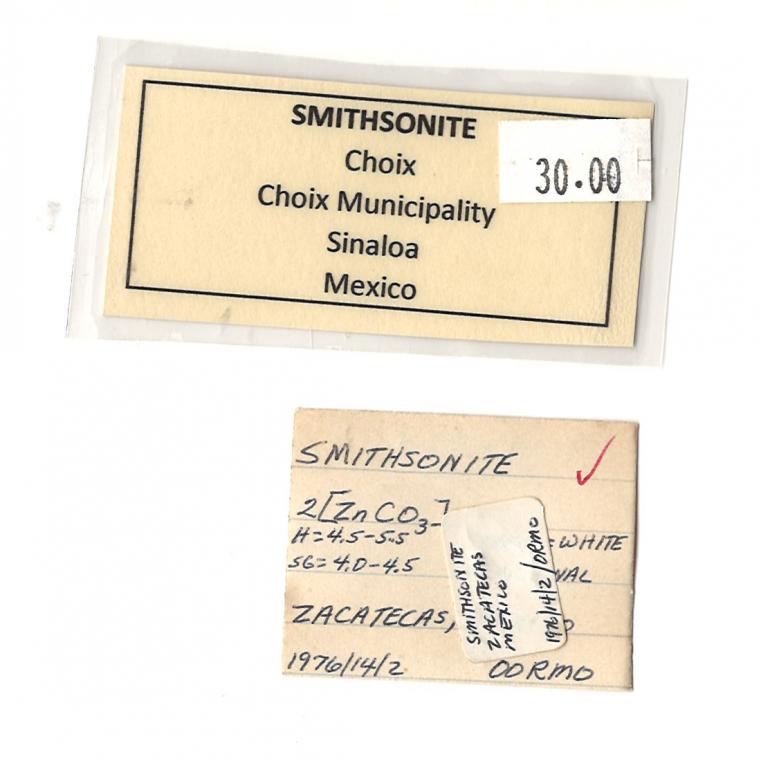 SMITHSONITE
30.00
Choix
Choix Municipality
Sinaloa
Mexico
SMITHSONITE
2[ZnCO3-]
H=4.5-5.5 =WHITE
SG=4.0-4.5 NAL
ZACATECAS, O
1976/14/2 OORMO
SMITHSONITE
ZACATECAS
MEXICO
1976/14/2/ORMO